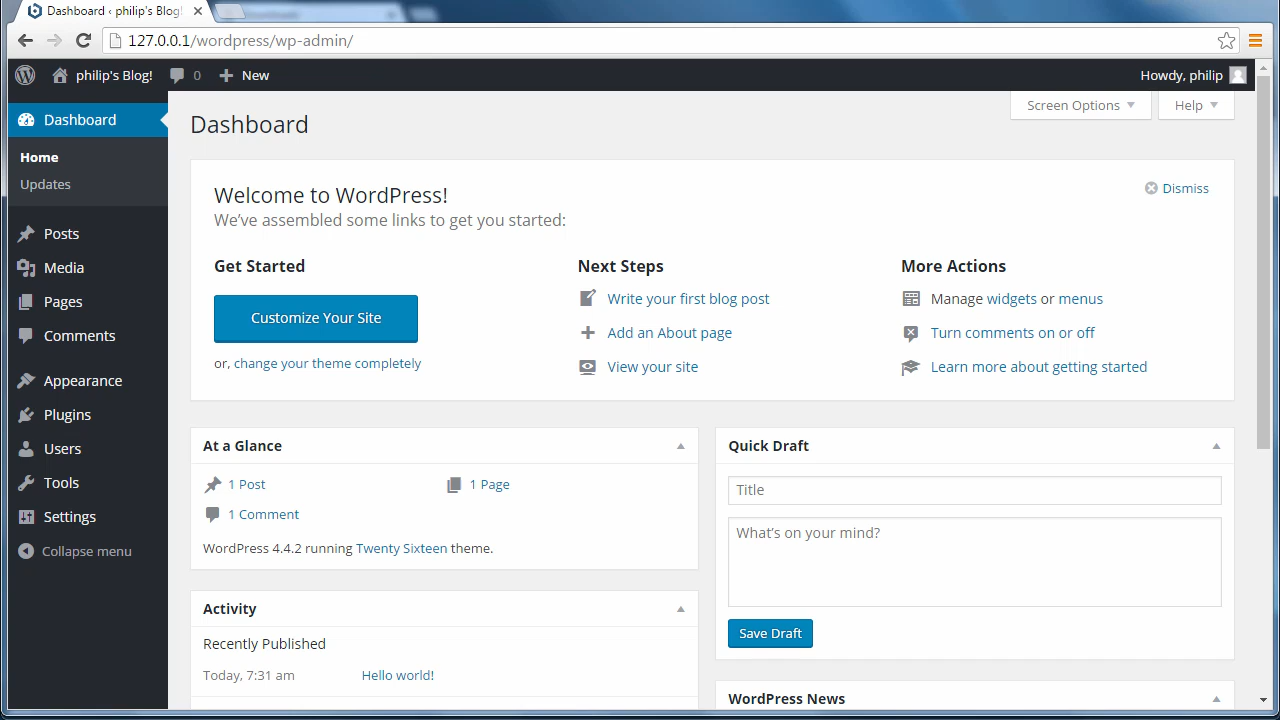 Dashboard ‹ philip's Blog!
127.0.0.1/wordpress/wp-admin/
philip's Blog! 0 New
Howdy, philip
Screen Options
Help
Dashboard
Home
Updates
Posts
Media
Pages
Comments
Appearance
Plugins
Users
Tools
Settings
Collapse menu
Dashboard
Welcome to WordPress!
We've assembled some links to get you started:
Dismiss
Get Started
Customize Your Site
or, change your theme completely
Next Steps
Write your first blog post
Add an About page
View your site
More Actions
Manage widgets or menus
Turn comments on or off
Learn more about getting started
At a Glance
1 Post
1 Page
1 Comment
WordPress 4.4.2 running Twenty Sixteen theme.
Activity
Recently Published
Today, 7:31 am Hello world!
Quick Draft
Title
What's on your mind?
Save Draft
WordPress News